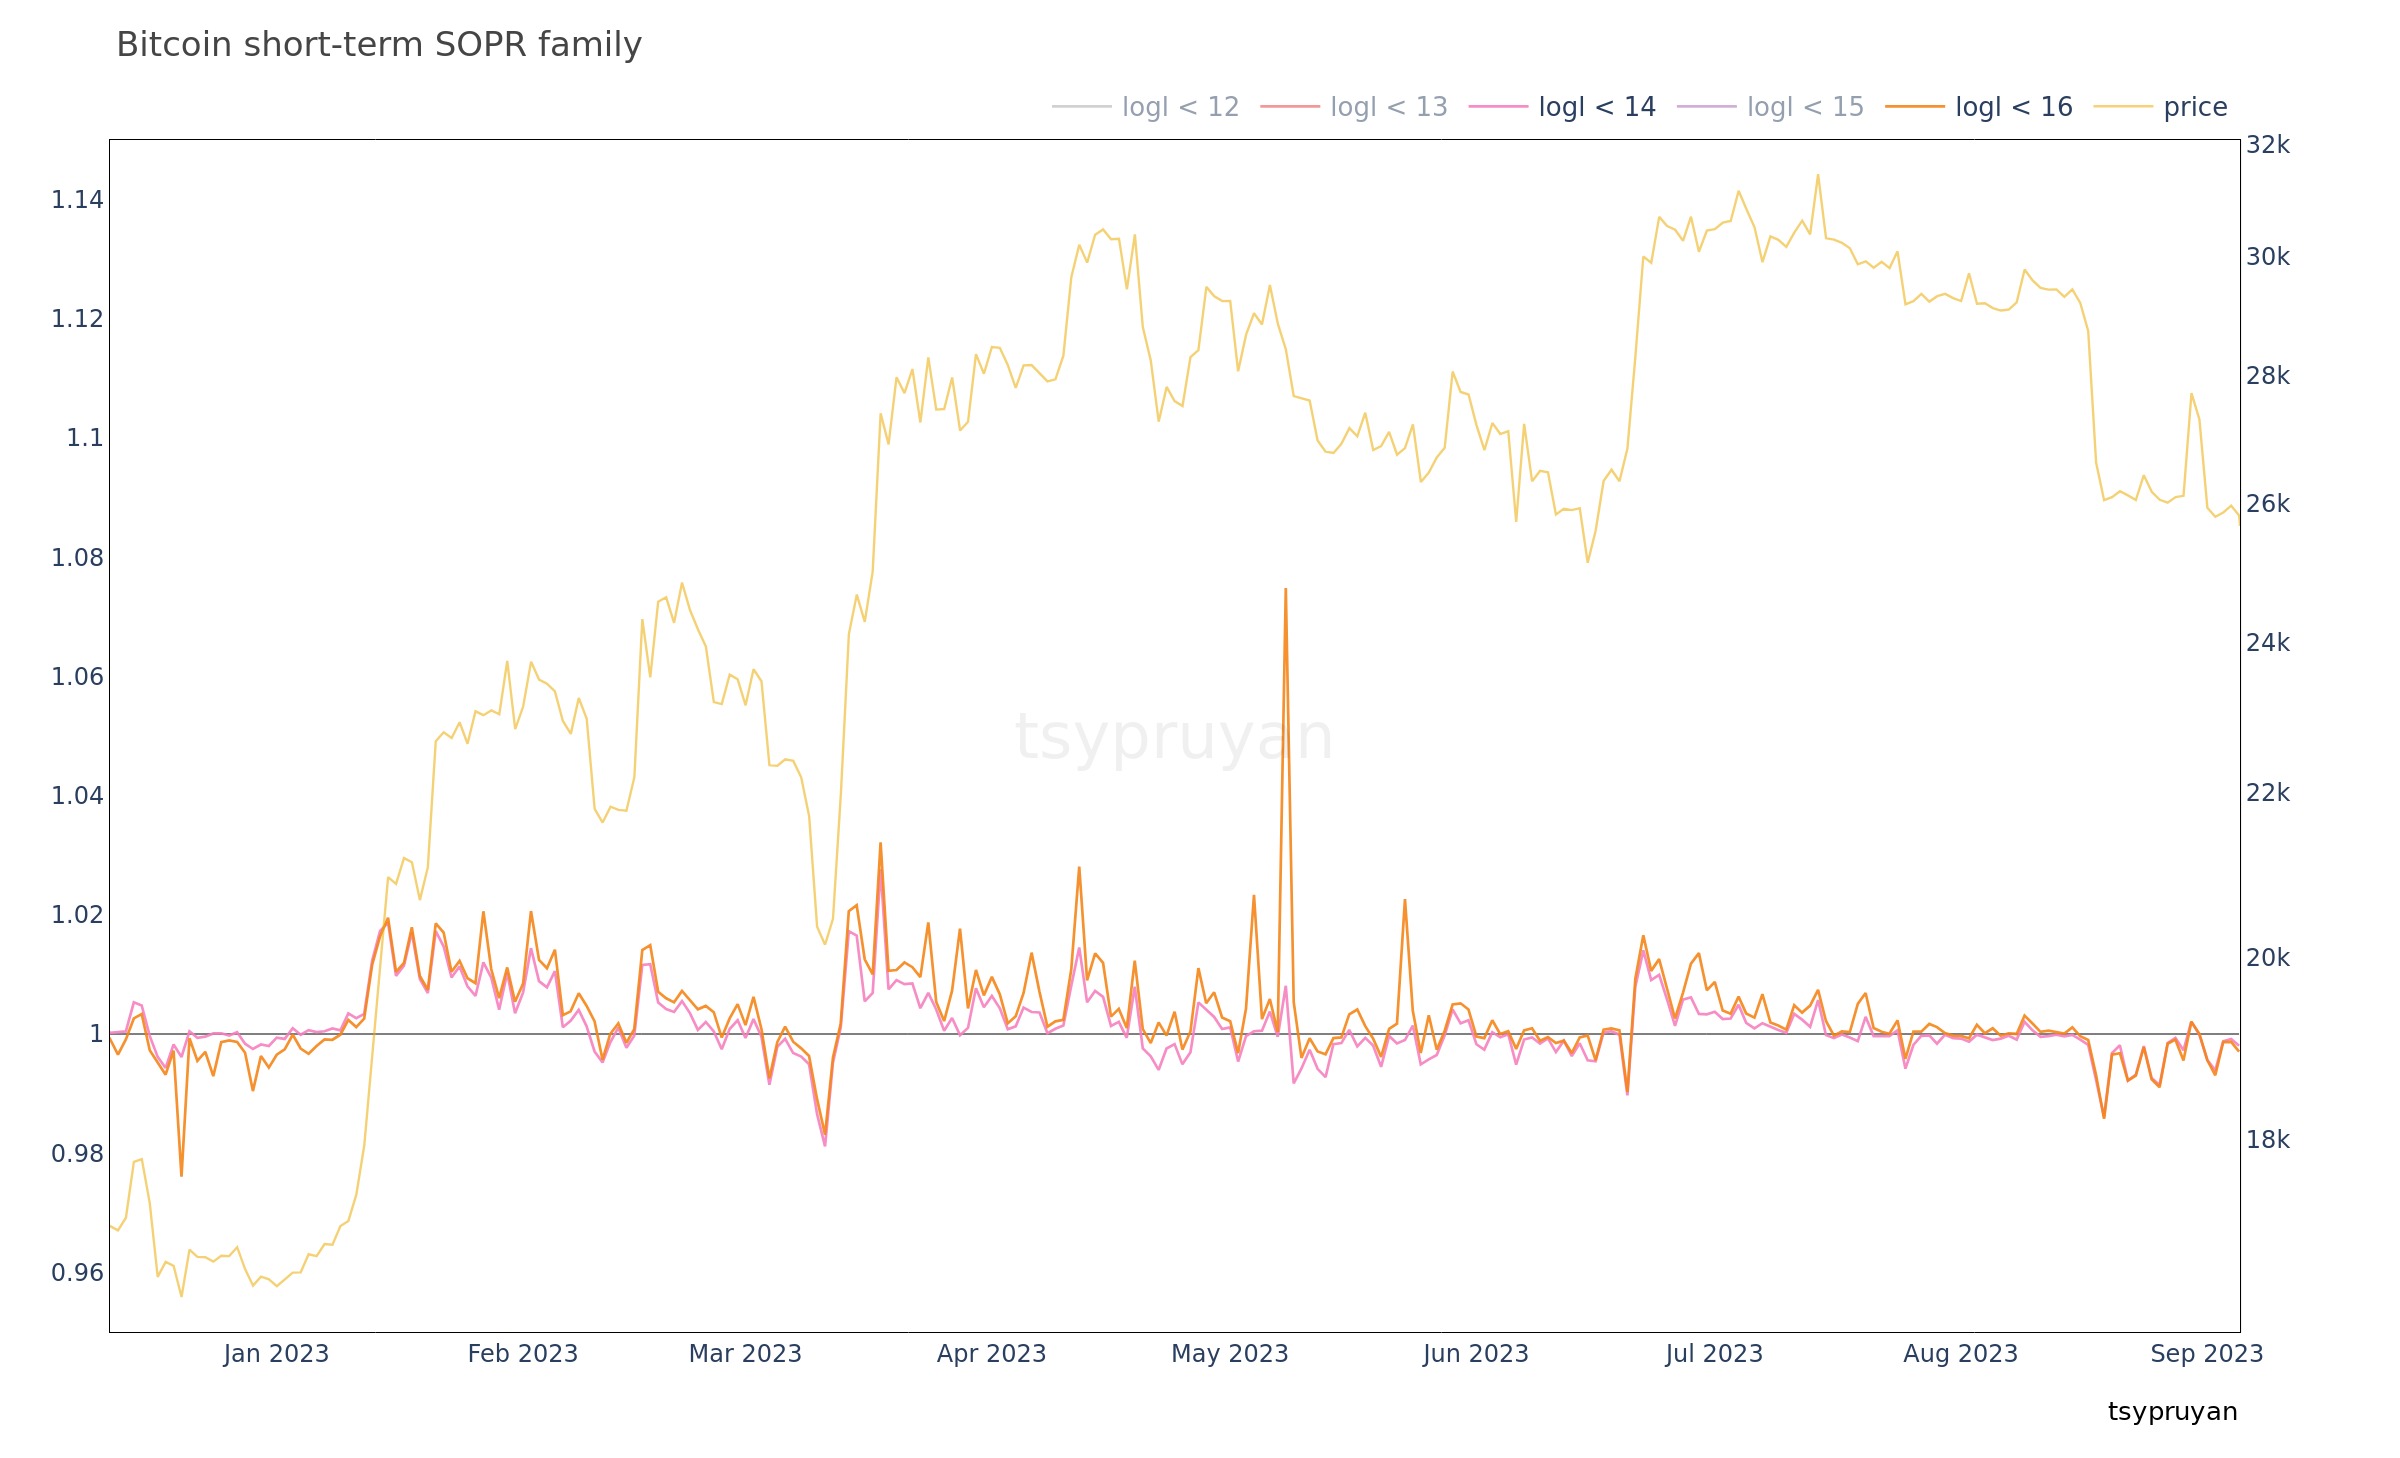 Bitcoin short-term SOPR family
logl < 12 logl < 13 logl < 14 logl < 15 logl < 16 price
1.14
1.12
1.1
1.08
1.06
1.04
1.02
1
0.98
0.96
32k
30k
28k
26k
24k
22k
20k
18k
tsypruyan
Jan 2023 Feb 2023 Mar 2023 Apr 2023 May 2023 Jun 2023 Jul 2023 Aug 2023 Sep 2023
tsypruyan